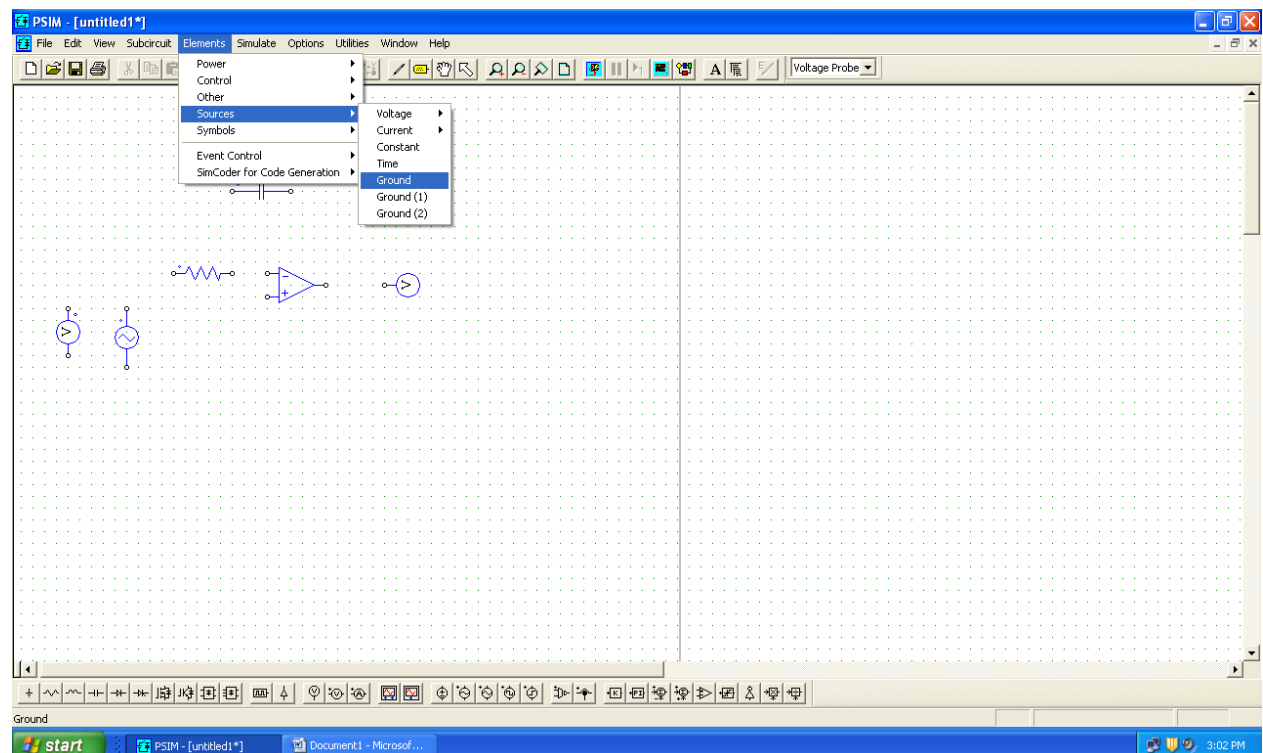 PSIM - [untitled1*]
File Edit View Subcircuit Elements Simulate Options Utilities Window Help
A Voltage Probe
Power
Control
Other
Sources
Symbols
Event Control
SimCoder for Code Generation
Voltage
Current
Constant
Time
Ground
Ground (1)
Ground (2)
Ground
start PSIM - [untitled1*] Document1 - Microsof... 3:02 PM